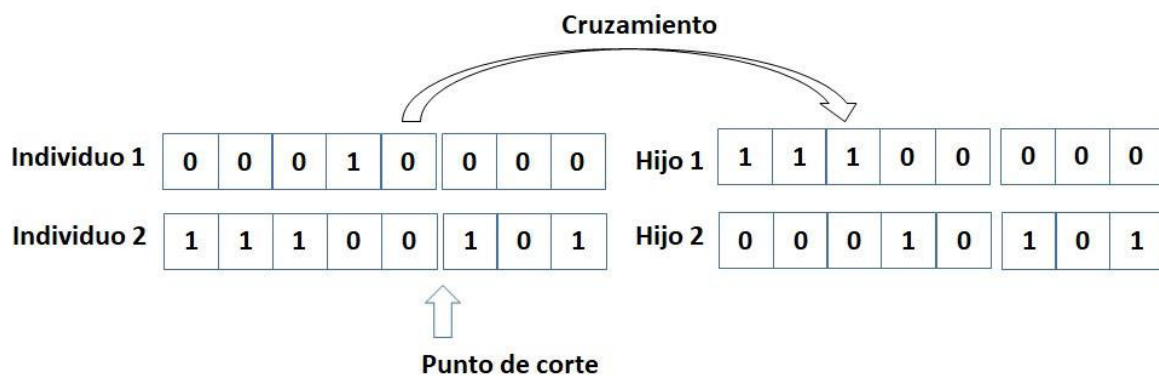 Cruzamiento
Individuo 1 0 0 0 1 0 0 0 0 Hijo 1 1 1 1 0 0 0 0 0
Individuo 2 1 1 1 0 0 1 0 1 Hijo 2 0 0 0 1 0 1 0 1
Punto de corte